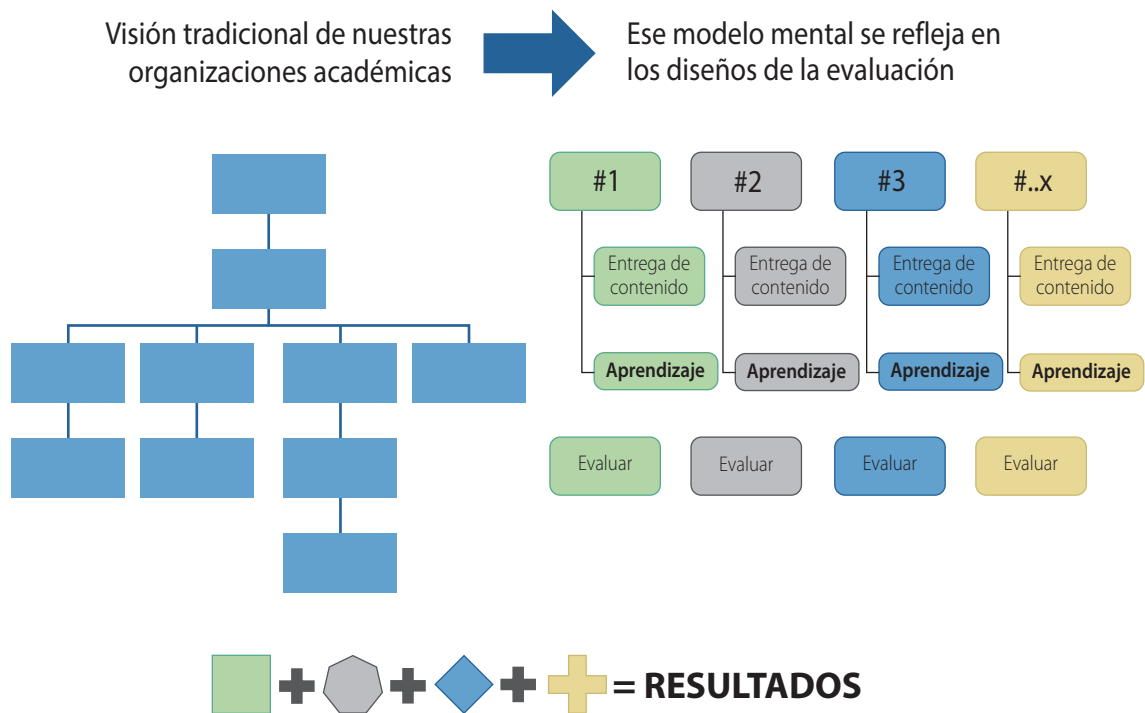 Visión tradicional de nuestras
organizaciones académicas
Ese modelo mental se refleja en
los diseños de la evaluación
#1
#2
#3
#..x
Entrega de
contenido
Entrega de
contenido
Entrega de
contenido
Entrega de
contenido
Aprendizaje
Aprendizaje
Aprendizaje
Aprendizaje
Evaluar
Evaluar
Evaluar
Evaluar
= RESULTADOS